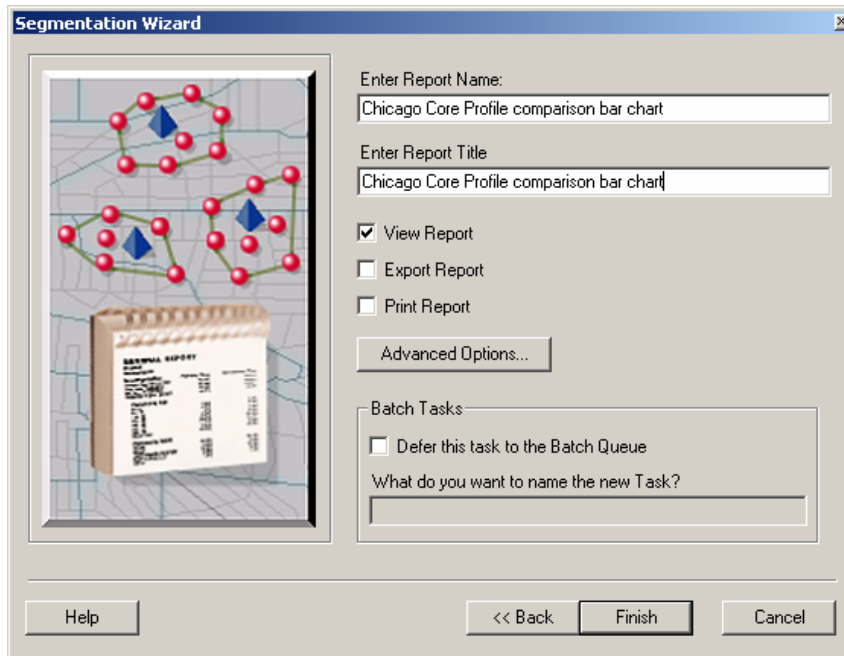 Segmentation Wizard
Enter Report Name:
Chicago Core Profile comparison bar chart
Enter Report Title
Chicago Core Profile comparison bar chart
View Report
Export Report
Print Report
Advanced Options...
Batch Tasks
Defer this task to the Batch Queue
What do you want to name the new Task?
Help
<< Back
Finish
Cancel